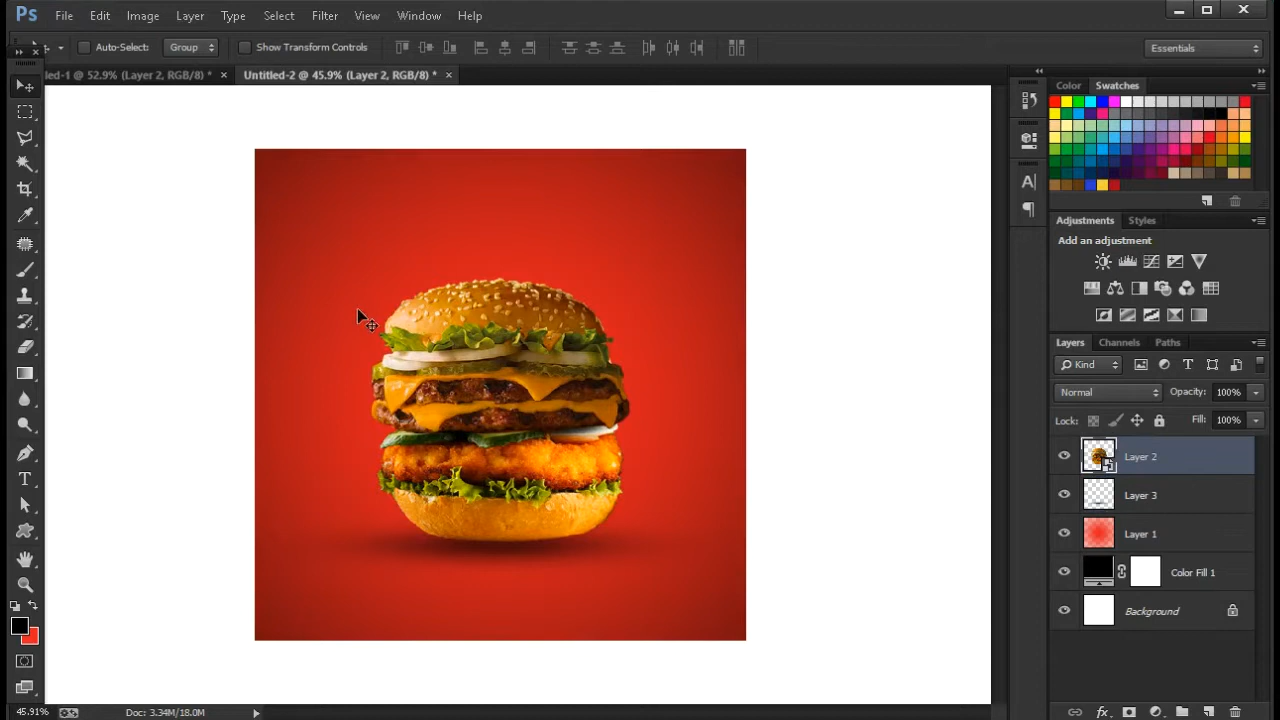 Ps File Edit Image Layer Type Select Filter View Window Help
Auto-Select: Group Show Transform Controls Essentials
led-1 @ 52.9% (Layer 2, RGB/8) * × Untitled-2 @ 45.9% (Layer 2, RGB/8) * ×
Color Swatches
Adjustments Styles
Add an adjustment
Layers Channels Paths
Kind
Normal Opacity: 100%
Lock: Fill: 100%
Layer 2
Layer 3
Layer 1
Color Fill 1
Background
45.91% Doc: 3.34M/18.0M